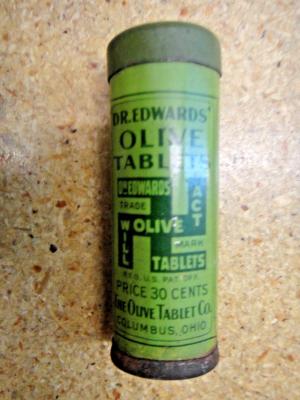 DR. EDWARDS'
OLIVE
TABLETS
DR. EDWARDS
TRADE
OLIVE
MARK
TABLETS
WILL
ACT
REG. U.S. PAT. OFF.
PRICE 30 CENTS
THE OLIVE TABLET CO.
COLUMBUS, OHIO